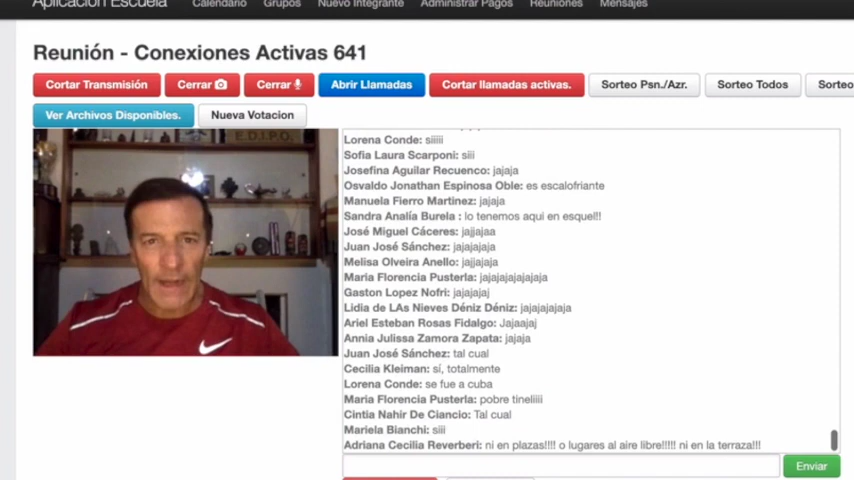 Aplicación Escuela Calendario Grupos Nuevo Integrante Administrar Pagos Reuniones Mensajes
Reunión - Conexiones Activas 641
Cortar Transmisión Cerrar Cerrar Abrir Llamadas Cortar llamadas activas. Sorteo Psn./Azr. Sorteo Todos Sorteo
Ver Archivos Disponibles. Nueva Votacion
EDIPO
Lorena Conde: siiiii
Sofia Laura Scarponi: siii
Josefina Aguilar Recuenco: jajaja
Osvaldo Jonathan Espinosa Oble: es escalofriante
Manuela Fierro Martinez: jajaja
Sandra Analía Burela : lo tenemos aqui en esquel!!
José Miguel Cáceres: jajjajaa
Juan José Sánchez: jajajajaja
Melisa Olveira Anello: jajjajaja
Maria Florencia Pusterla: jajajajajajajaja
Gaston Lopez Nofri: jajajajaj
Lidia de LAs Nieves Déniz Déniz: jajajajajaja
Ariel Esteban Rosas Fidalgo: Jajaajaj
Annia Julissa Zamora Zapata: jajaja
Juan José Sánchez: tal cual
Cecilia Kleiman: sí, totalmente
Lorena Conde: se fue a cuba
Maria Florencia Pusterla: pobre tineliiii
Cintia Nahir De Ciancio: Tal cual
Mariela Bianchi: siii
Adriana Cecilia Reverberi: ni en plazas!!!! o lugares al aire libre!!!!! ni en la terraza!!!
Enviar